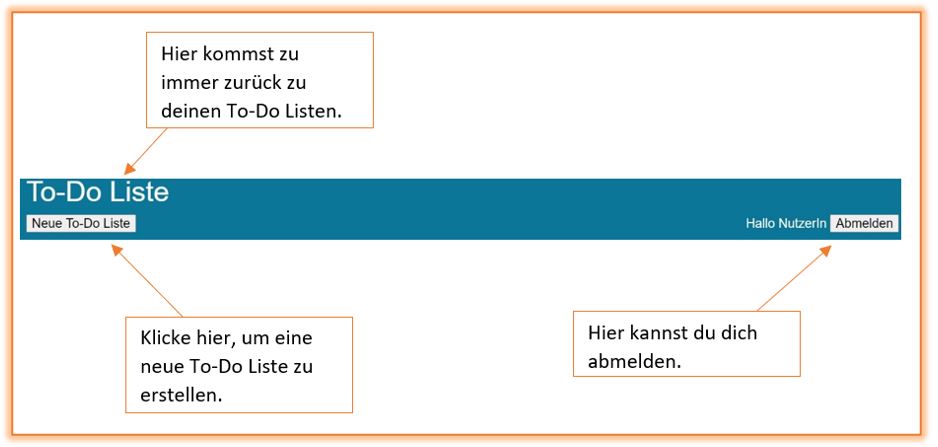 Hier kommst zu
immer zurück zu
deinen To-Do Listen.
To-Do Liste
Neue To-Do Liste
Hallo NutzerIn
Abmelden
Klicke hier, um eine
neue To-Do Liste zu
erstellen.
Hier kannst du dich
abmelden.